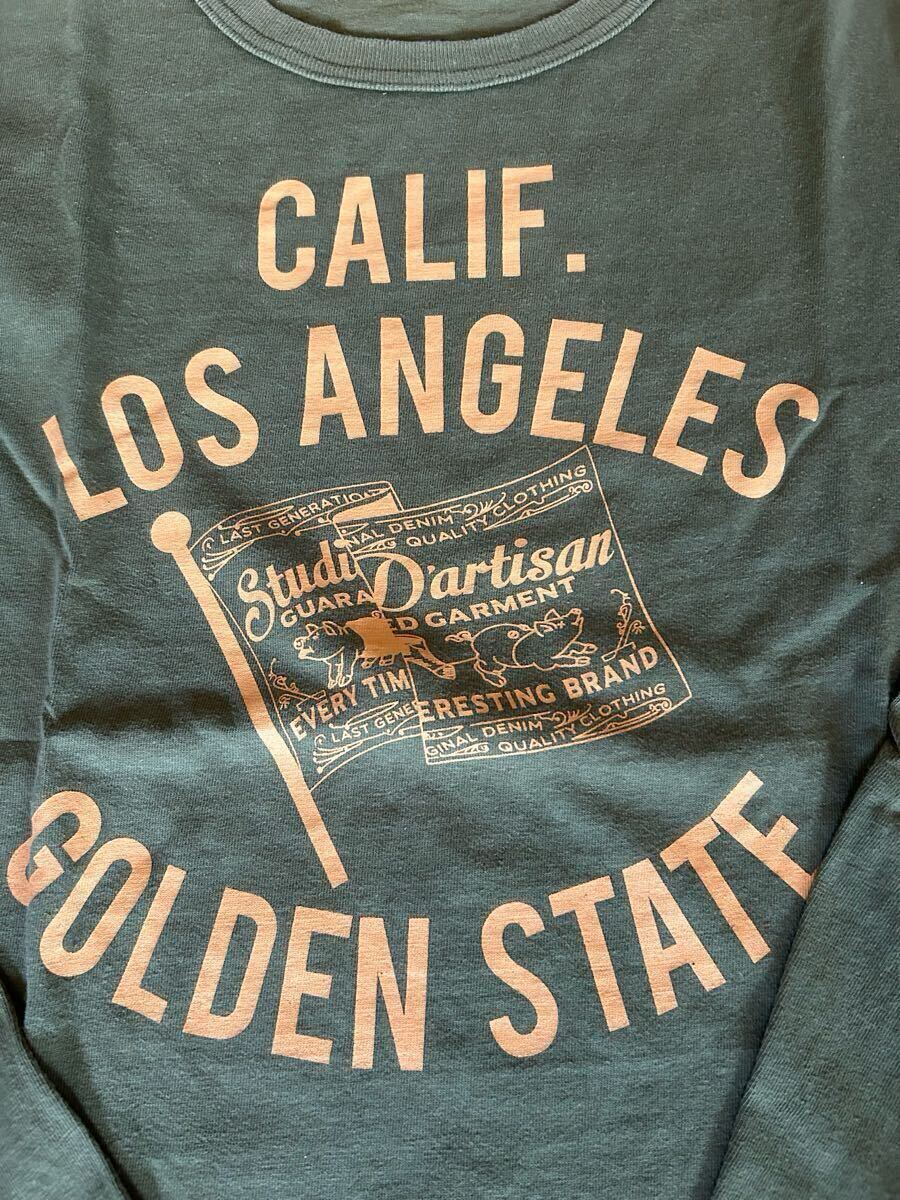 CALIF.
LOS ANGELES
LAST GENERATION
NAL DENIM
QUALITY CLOTHING
Studi D'artisan
GUARA D GARMENT
EVERY TIM ERESTING BRAND
LAST GENE GINAL DENIM
QUALITY CLOTHING
GOLDEN STATE